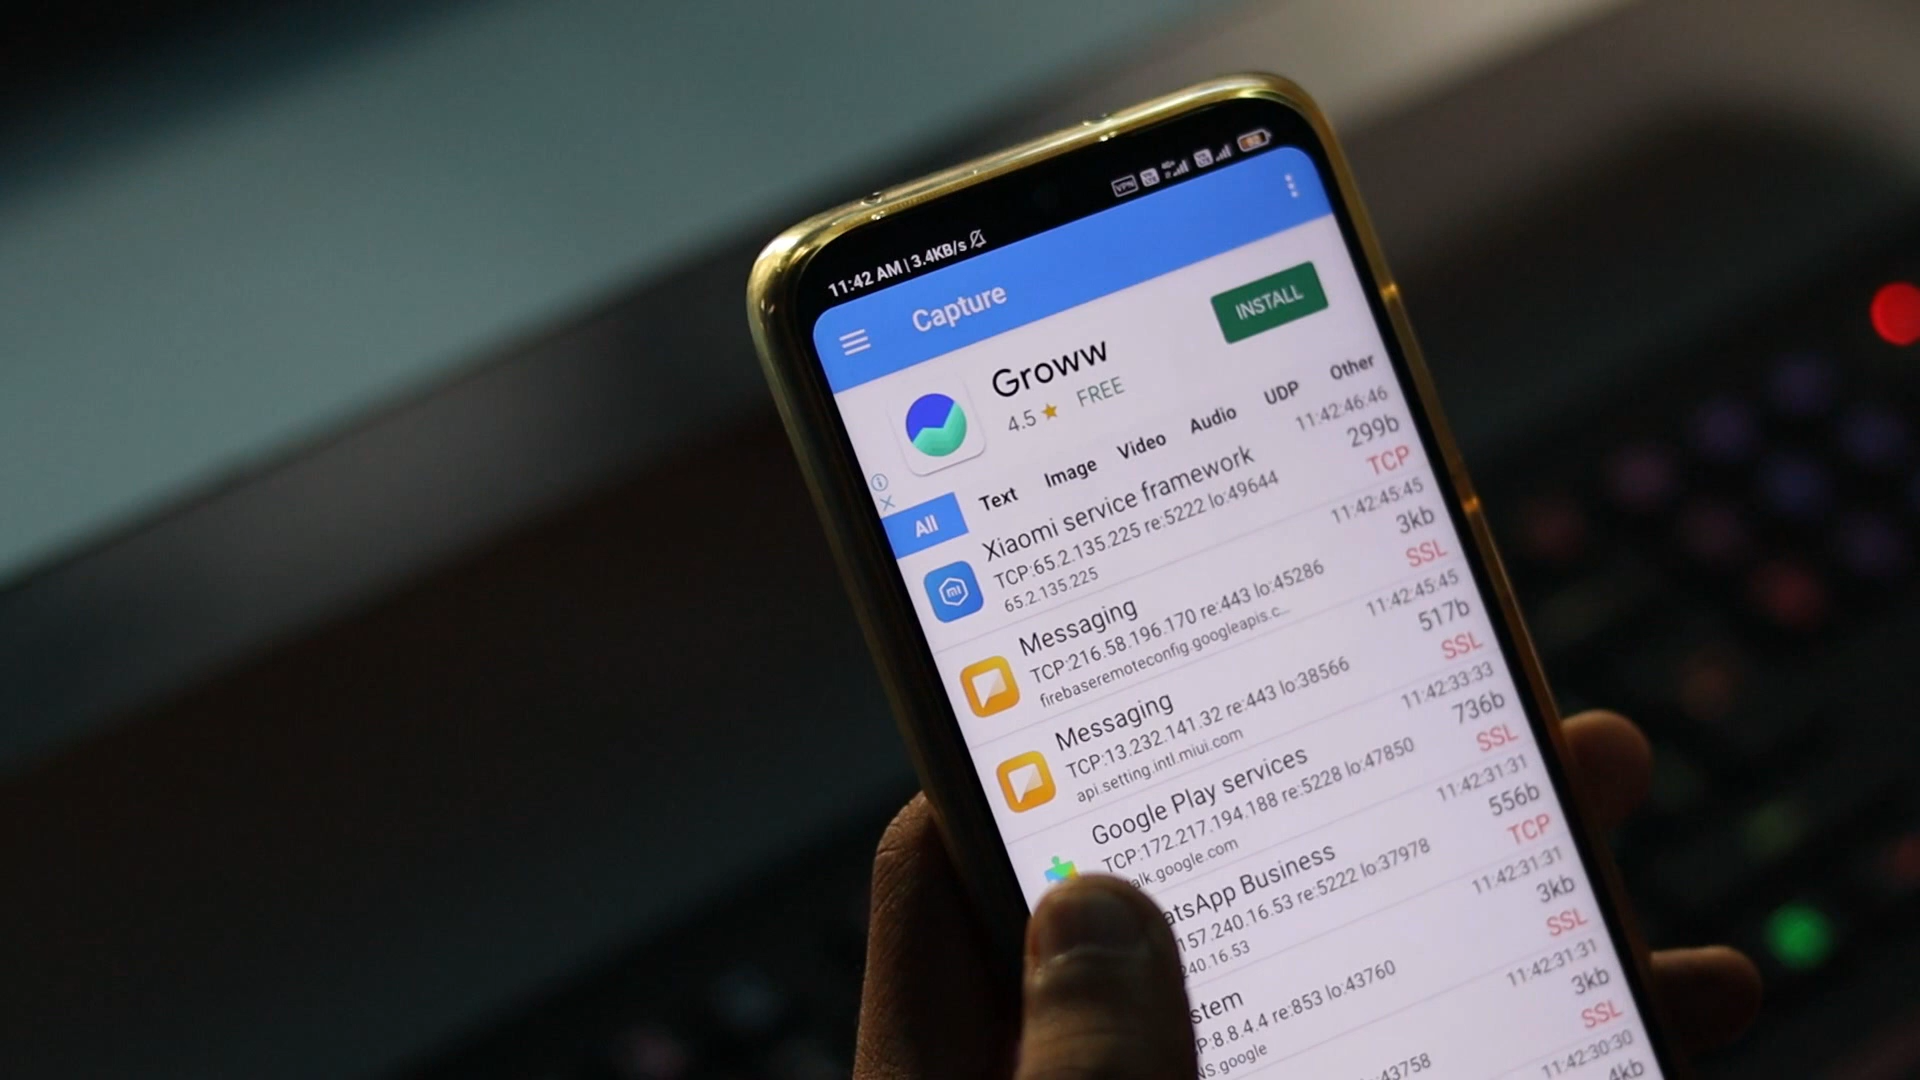 11:42 AM | 3.4KB/s
VPN
Capture
Groww
INSTALL
4.5 ★ FREE
All Text Image Video Audio UDP Other
Xiaomi service framework 11:42:46:46
TCP:65.2.135.225 re:5222 lo:49644 299b
65.2.135.225 TCP
Messaging 11:42:45:45
TCP:216.58.196.170 re:443 lo:45286 3kb
firebaseremoteconfig.googleapis.c... SSL
Messaging 11:42:45:45
TCP:13.232.141.32 re:443 lo:38566 517b
api.setting.intl.miui.com SSL
Google Play services 11:42:33:33
TCP:172.217.194.188 re:5228 lo:47850 736b
alk.google.com SSL
atsApp Business 11:42:31:31
157.240.16.53 re:5222 lo:37978 556b
240.16.53 TCP
stem 11:42:31:31
P:8.8.4.4 re:853 lo:43760 3kb
NS.google SSL
11:42:31:31
43758 3kb
SSL
11:42:30:30
4kb